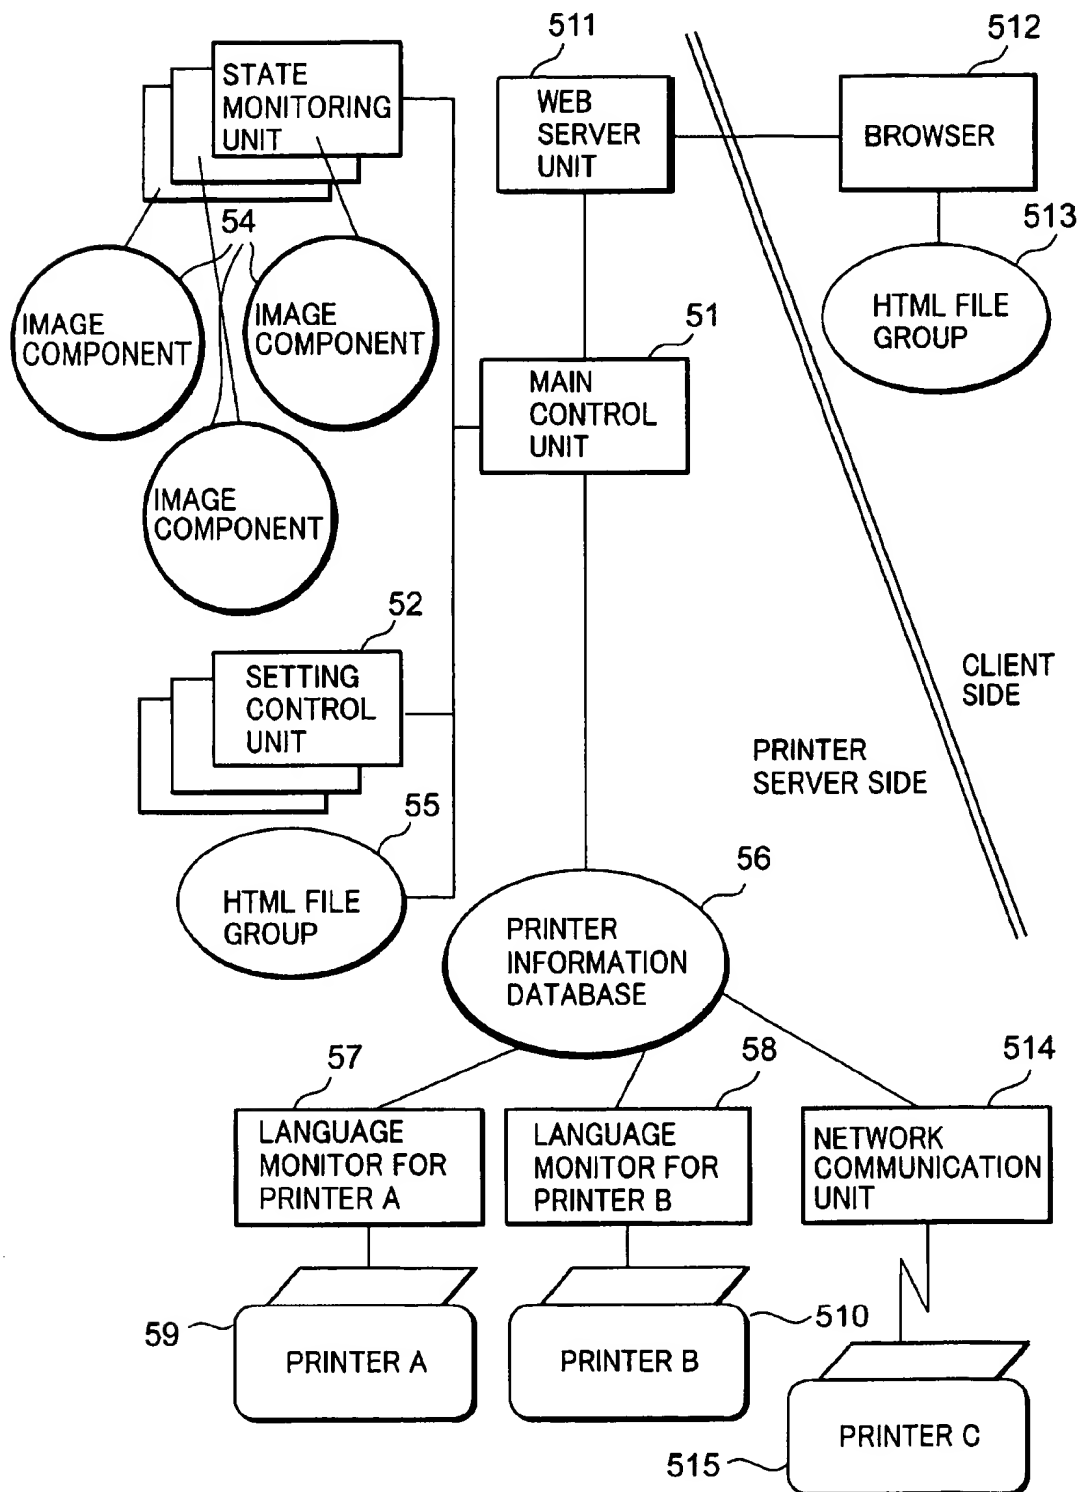 511
512
STATE
MONITORING
UNIT
WEB
SERVER
UNIT
BROWSER
54
513
IMAGE
COMPONENT
IMAGE
COMPONENT
HTML FILE
GROUP
51
MAIN
CONTROL
UNIT
IMAGE
COMPONENT
52
SETTING
CONTROL
UNIT
CLIENT
SIDE
PRINTER
SERVER SIDE
55
HTML FILE
GROUP
56
PRINTER
INFORMATION
DATABASE
57
58
514
LANGUAGE
MONITOR FOR
PRINTER A
LANGUAGE
MONITOR FOR
PRINTER B
NETWORK
COMMUNICATION
UNIT
59
PRINTER A
510
PRINTER B
515
PRINTER C